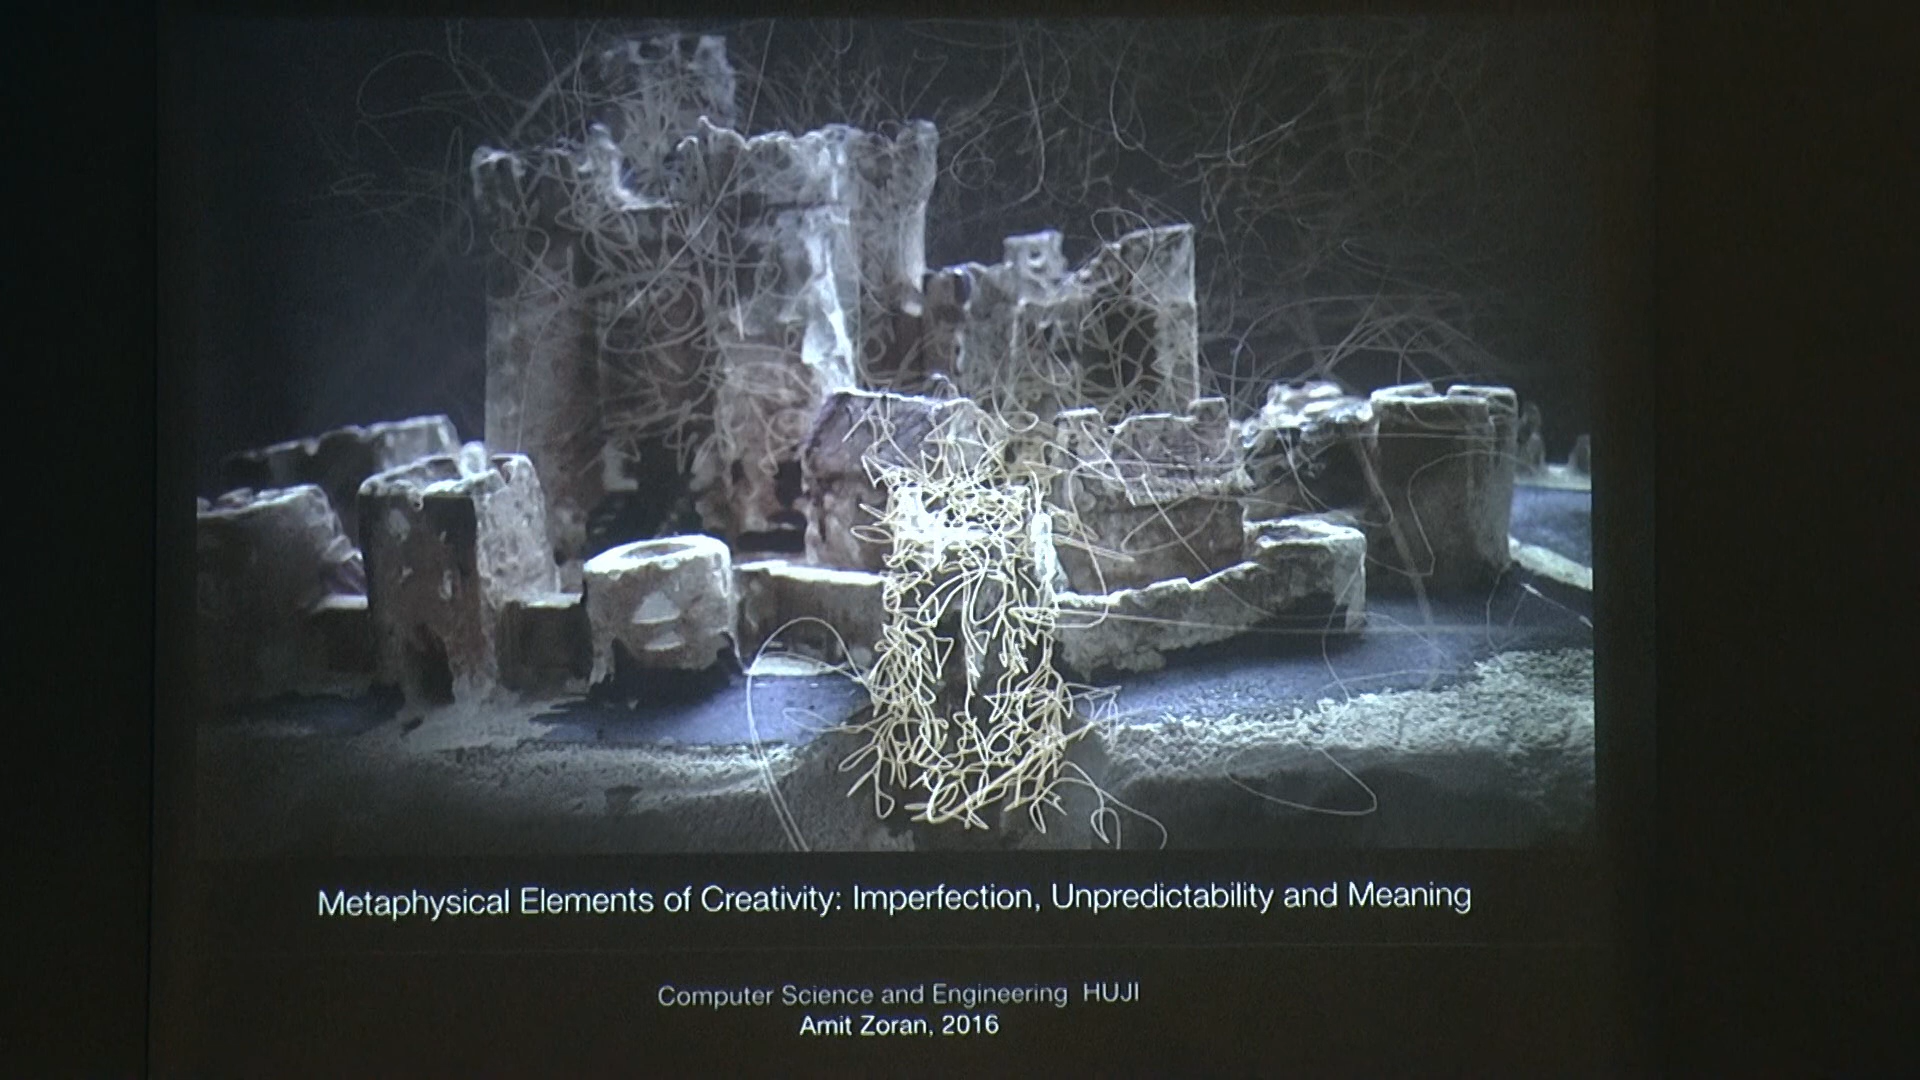 Metaphysical Elements of Creativity: Imperfection, Unpredictability and Meaning
Computer Science and Engineering HUJI
Amit Zoran, 2016